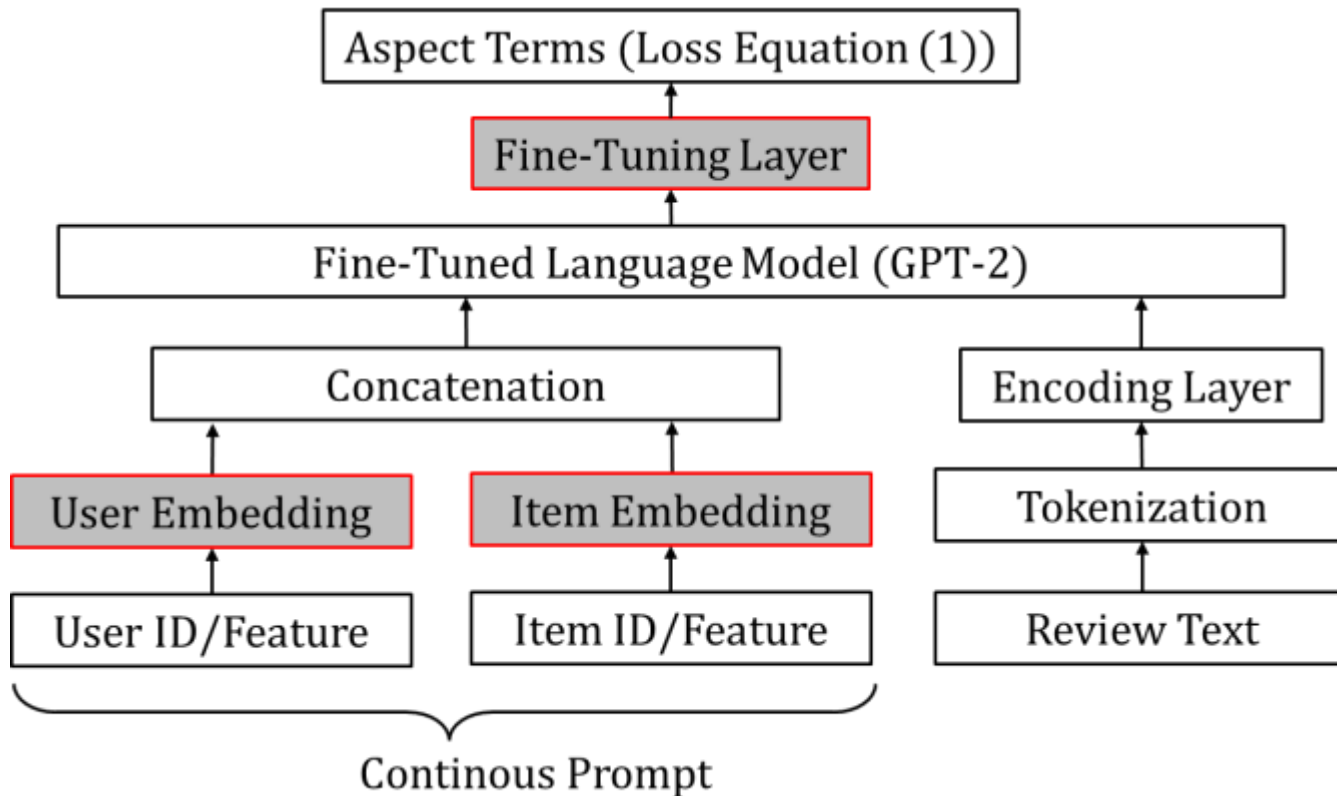 Aspect Terms (Loss Equation (1))
Fine-Tuning Layer
Fine-Tuned Language Model (GPT-2)
Concatenation
Encoding Layer
User Embedding
Item Embedding
Tokenization
User ID/Feature
Item ID/Feature
Review Text
Continous Prompt